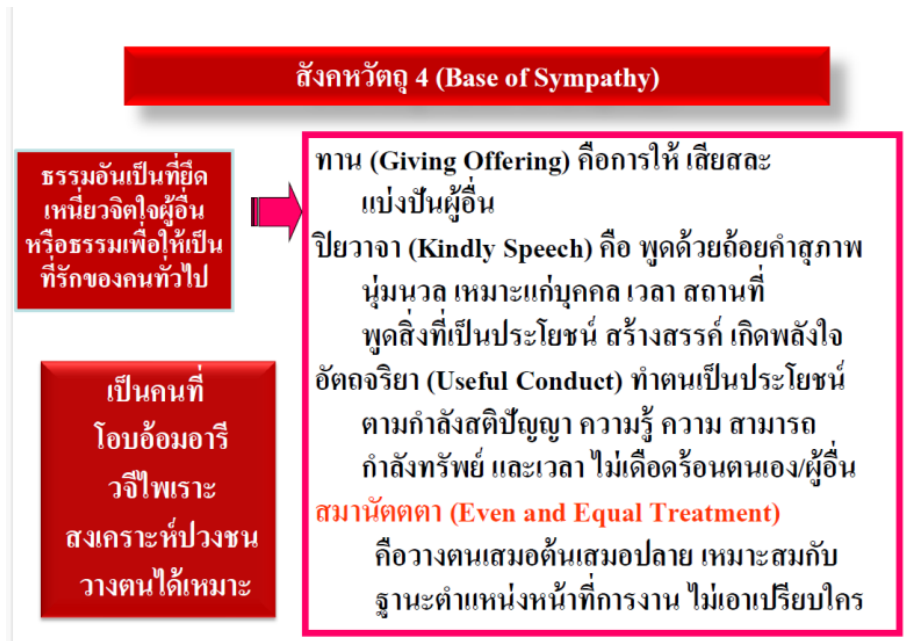 สังคหวัตถุ 4 (Base of Sympathy)
ธรรมอันเป็นที่ยึด
เหนี่ยวจิตใจผู้อื่น
หรือธรรมเพื่อให้เป็น
ที่รักของคนทั่วไป
ทาน (Giving Offering) คือการให้ เสียสละ
แบ่งปันผู้อื่น
ปิยวาจา (Kindly Speech) คือ พูดด้วยถ้อยคำสุภาพ
นุ่มนวล เหมาะแก่บุคคล เวลา สถานที่
พูดสิ่งที่เป็นประโยชน์ สร้างสรรค์ เกิดพลังใจ
อัตถจริยา (Useful Conduct) ทำตนเป็นประโยชน์
ตามกำลังสติปัญญา ความรู้ ความ สามารถ
กำลังทรัพย์ และเวลา ไม่เดือดร้อนตนเอง/ผู้อื่น
สมานัตตตา (Even and Equal Treatment)
คือวางตนเสมอต้นเสมอปลาย เหมาะสมกับ
ฐานะตำแหน่งหน้าที่การงาน ไม่เอาเปรียบใคร
เป็นคนที่
โอบอ้อมอารี
วจีไพเราะ
สงเคราะห์ปวงชน
วางตนได้เหมาะ